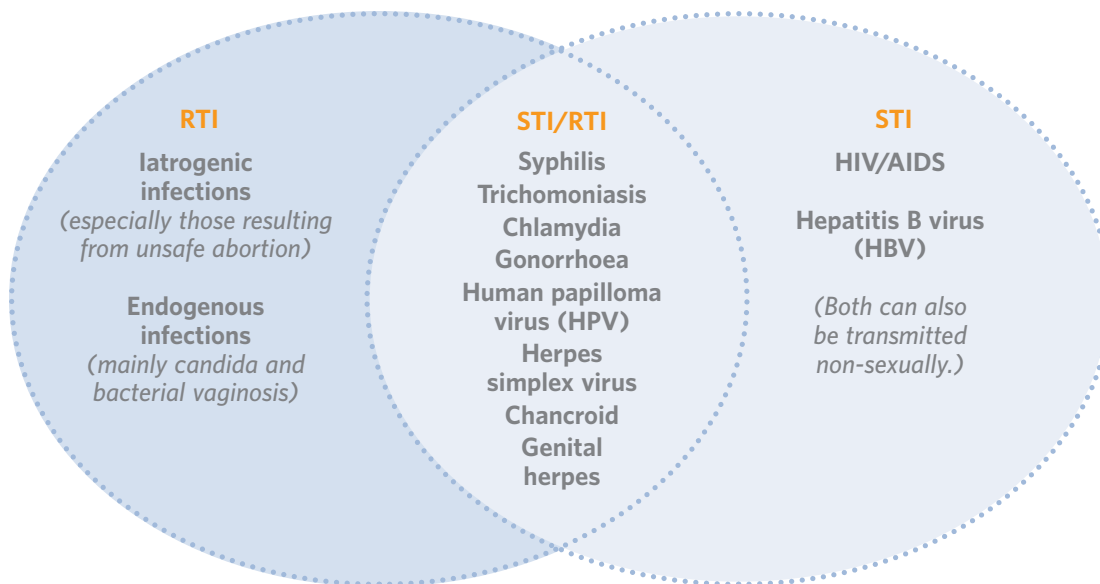 RTI
Iatrogenic
infections
(especially those resulting
from unsafe abortion)
Endogenous
infections
(mainly candida and
bacterial vaginosis)
STI/RTI
Syphilis
Trichomoniasis
Chlamydia
Gonorrhoea
Human papilloma
virus (HPV)
Herpes
simplex virus
Chancroid
Genital
herpes
STI
HIV/AIDS
Hepatitis B virus
(HBV)
(Both can also
be transmitted
non-sexually.)